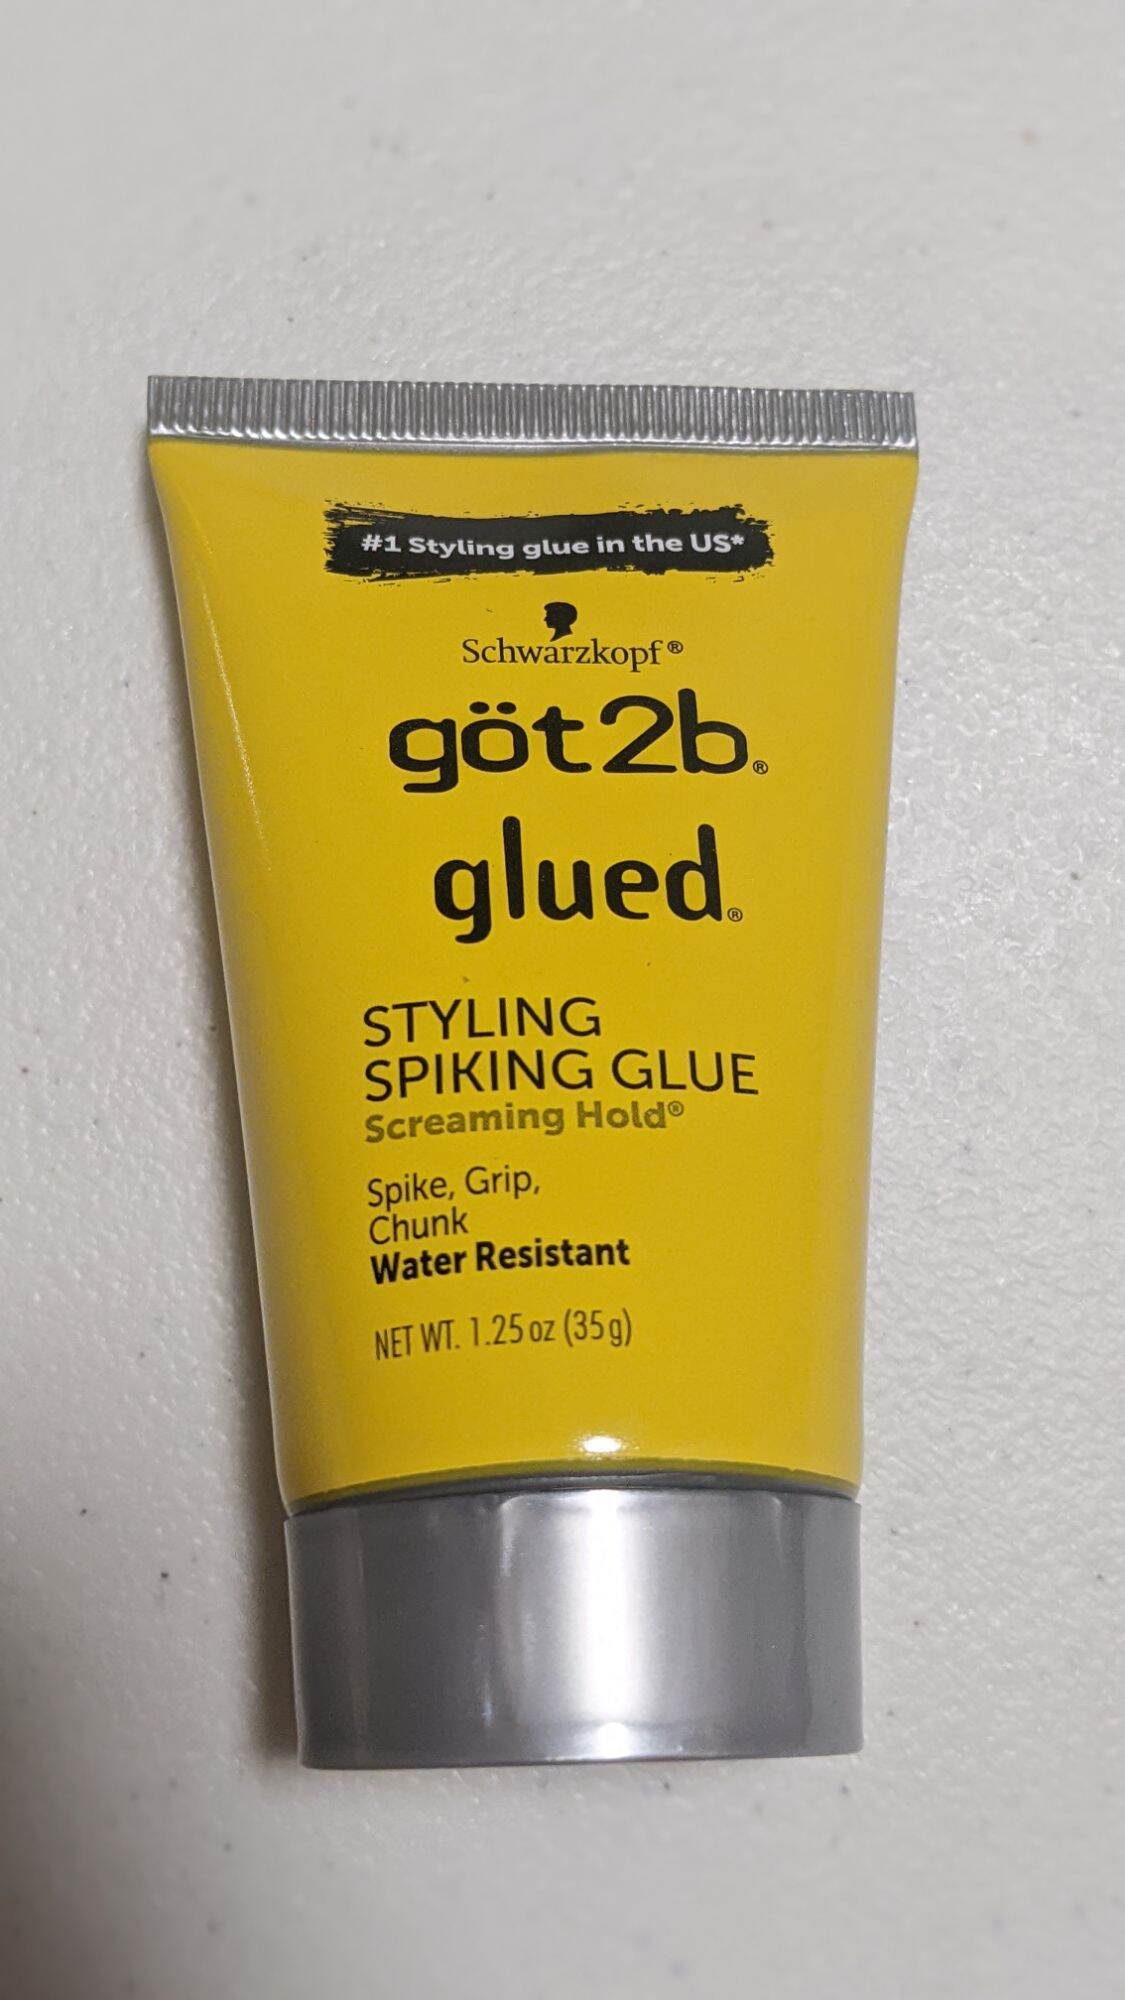 #1 Styling glue in the US*
Schwarzkopf®
göt2b®
glued®
STYLING
SPIKING GLUE
Screaming Hold®
Spike, Grip,
Chunk
Water Resistant
NET WT. 1.25 oz (35 g)